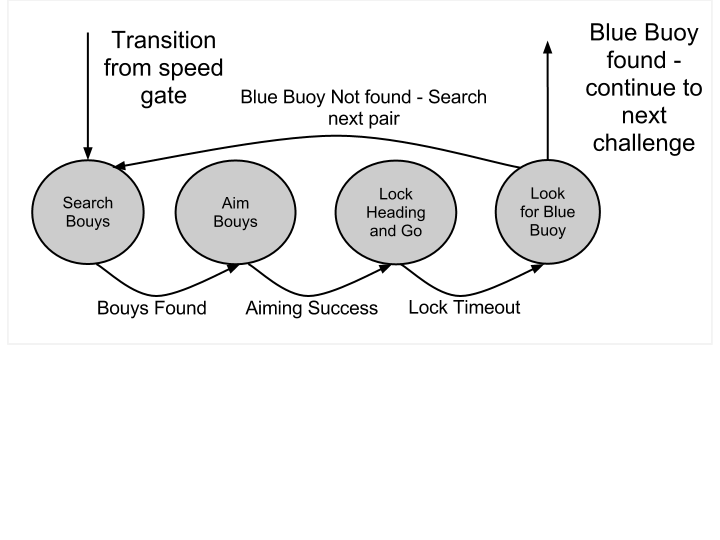 Transition
from speed
gate
Blue Buoy
found -
continue to
next
challenge
Blue Buoy Not found - Search
next pair
Search
Bouys
Aim
Bouys
Lock
Heading
and Go
Look
for Blue
Buoy
Bouys Found
Aiming Success
Lock Timeout